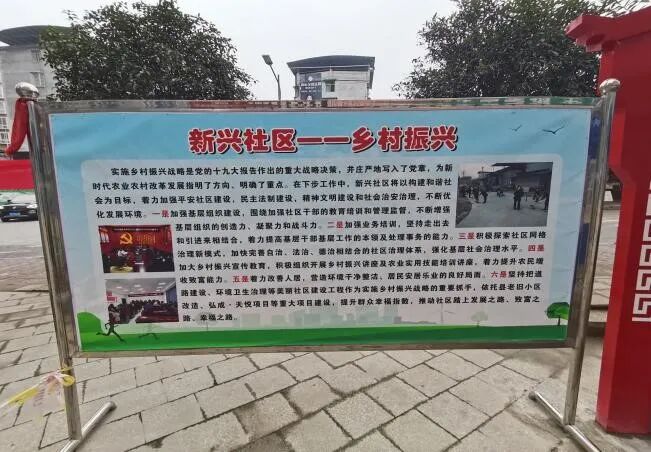 新兴社区——乡村振兴
实施乡村振兴战略是党的十九大报告作出的重大战略决策，并庄严地写入了党章，为新
时代农业农村改革发展指明了方向、明确了重点。在下步工作中，新兴社区将以构建和谐社
会为目标，着力加强平安社区建设，民主法制建设，精神文明建设和社会治安治理，不断优
化发展环境。一是加强基层组织建设，围绕加强社区干部的教育培训和管理监督，不断增强
基层组织的创造力、凝聚力和战斗力。二是加强业务培训，坚持走出去
和引进来相结合，着力提高基层干部基层工作的本领及处理事务的能力。三是积极探索社区网格
治理新模式，加快完善自治、法治、德治相结合的社区治理体系，强化基层社会治理水平。四是
加大乡村振兴宣传教育，积极组织开展乡村振兴讲座及农业实用技能培训讲座，着力提升农民增
收致富能力。五是着力改善人居，营造环境干净整洁、居民安居乐业的良好局面。六是坚持把道
路建设、环境卫生治理等美丽社区建设工程作为实施乡村振兴战略的重要抓手，依托县老旧小区
改造、弘成·天悦项目等重大项目建设，提升群众幸福指数，推动社区踏上发展之路、致富之
路、幸福之路。